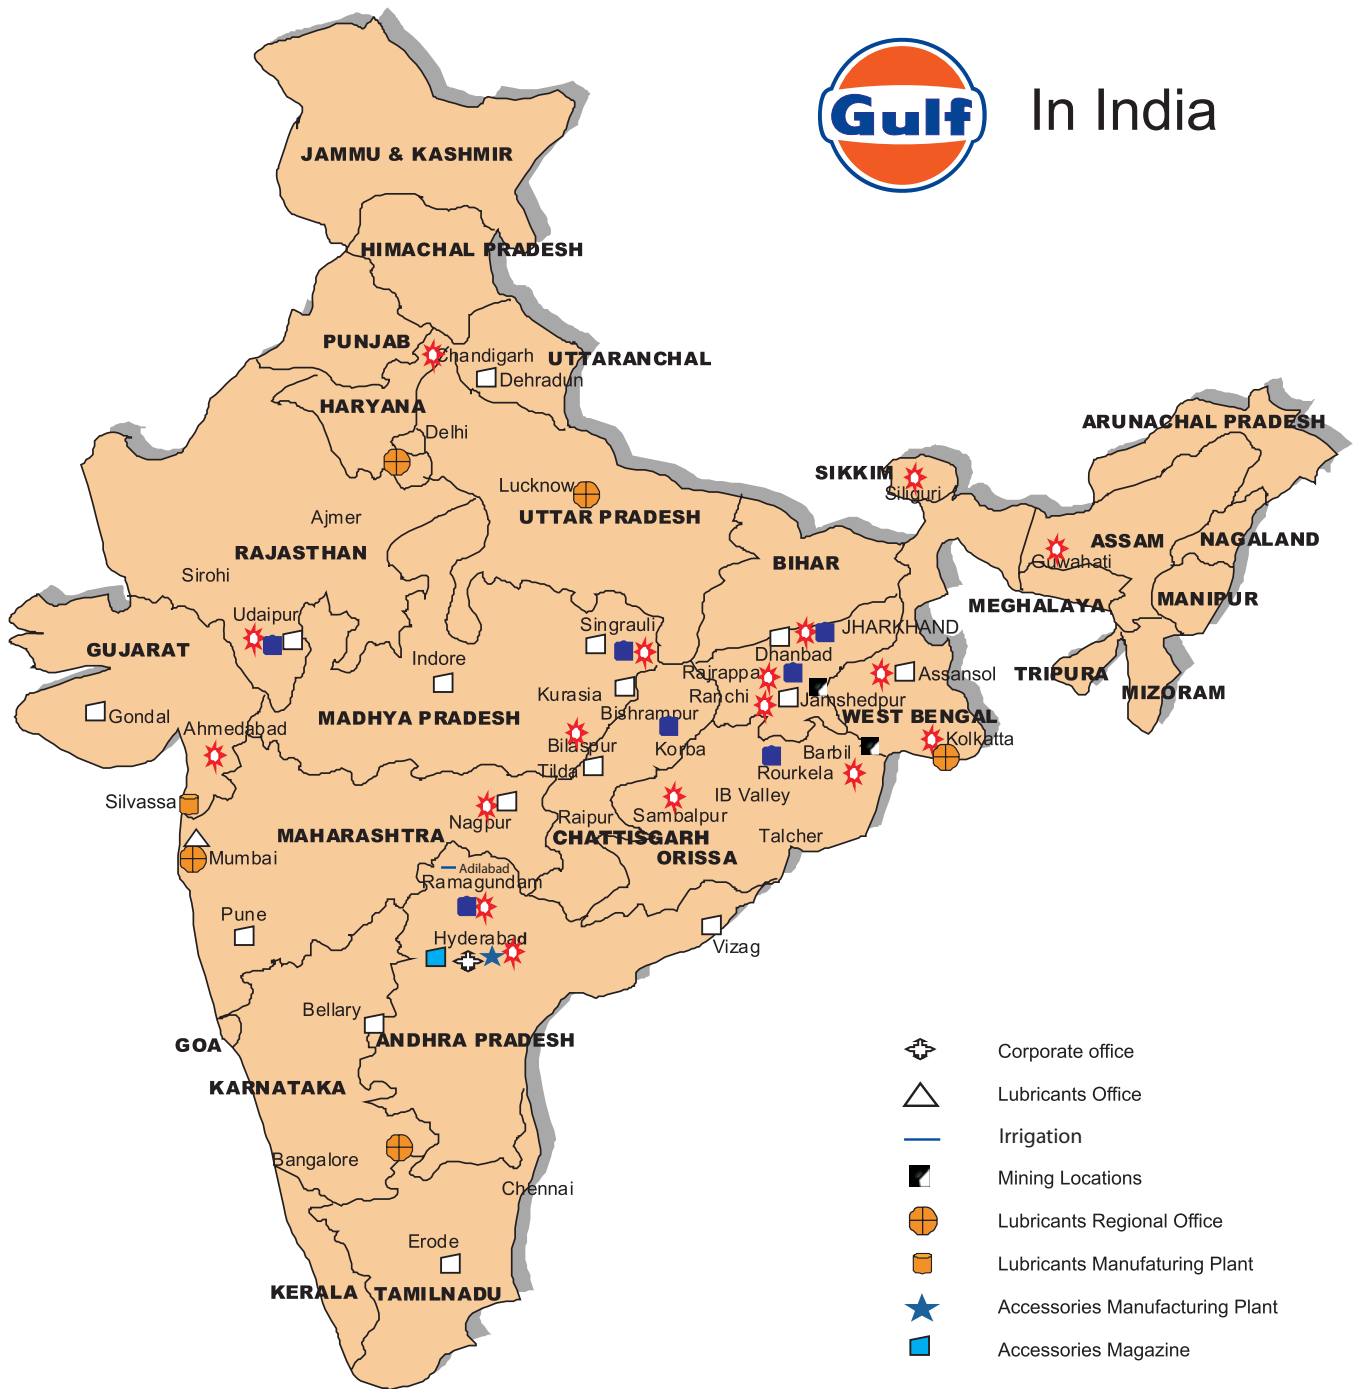 Gulf
In India
JAMMU & KASHMIR
HIMACHAL PRADESH
PUNJAB
Chandigarh
UTTARANCHAL
Dehradun
HARYANA
Delhi
ARUNACHAL PRADESH
SIKKIM
Siliguri
Lucknow
UTTAR PRADESH
Ajmer
RAJASTHAN
Sirohi
BIHAR
ASSAM
NAGALAND
Guwahati
MEGHALAYA
MANIPUR
Udaipur
Singrauli
JHARKHAND
GUJARAT
Indore
Dhanbad
Rajrappa
Assansol
TRIPURA
MIZORAM
Kurasia
Ranchi
Jamshedpur
Gondal
Ahmedabad
MADHYA PRADESH
Bishrampur
WEST BENGAL
Bilaspur
Korba
Barbil
Kolkatta
Tilda
Rourkela
Silvassa
IB Valley
Nagpur
Raipur
Sambalpur
MAHARASHTRA
CHATTISGARH
Talcher
Mumbai
ORISSA
Adilabad
Ramagundam
Pune
Hyderabad
Vizag
Bellary
GOA
ANDHRA PRADESH
KARNATAKA
Bangalore
Chennai
Erode
KERALA
TAMILNADU
Corporate office
Lubricants Office
Irrigation
Mining Locations
Lubricants Regional Office
Lubricants Manufaturing Plant
Accessories Manufacturing Plant
Accessories Magazine